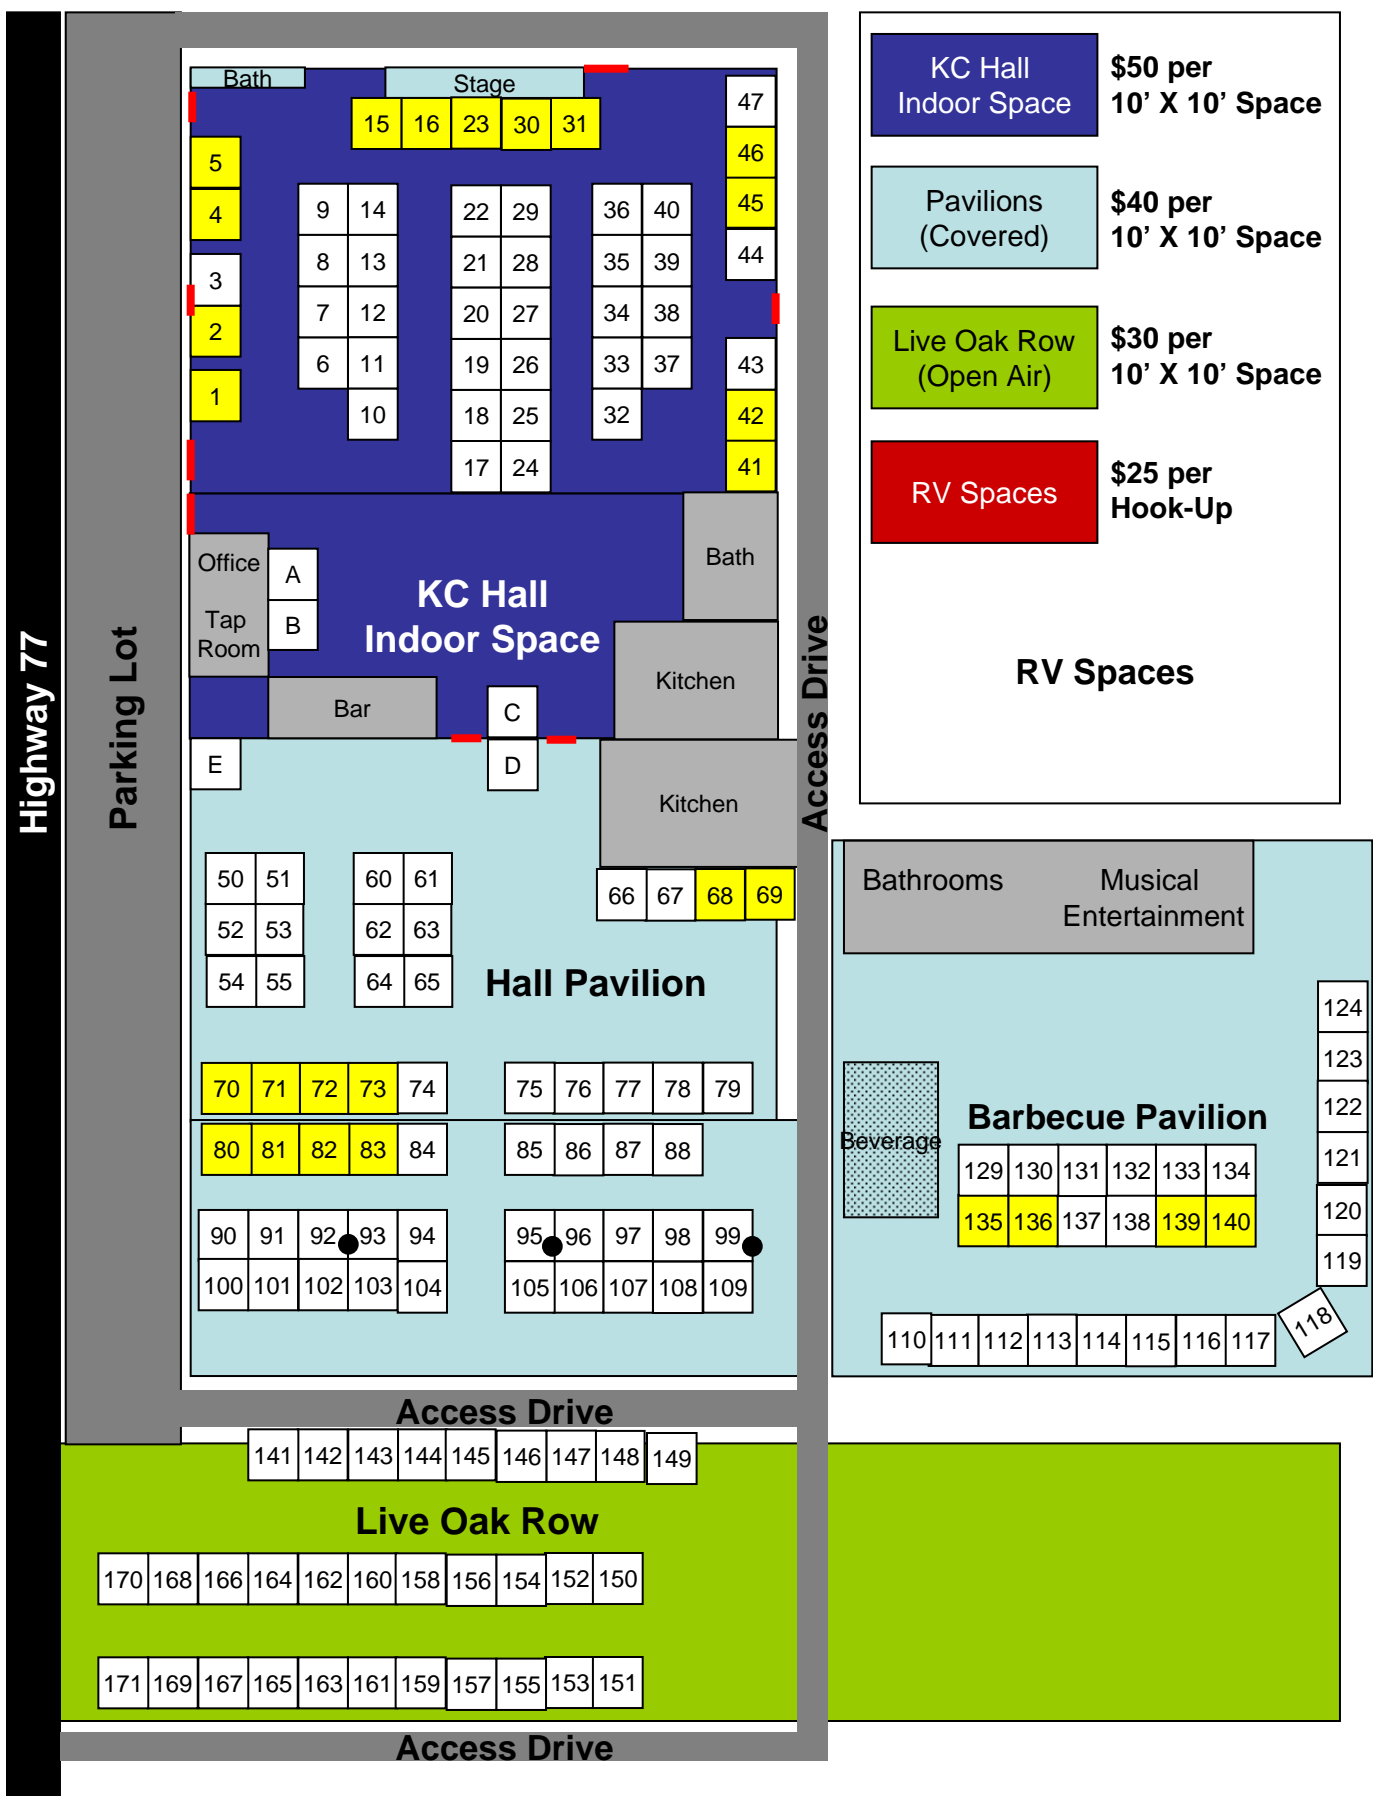 Highway 77
Parking Lot
Access Drive
Bath
Stage
15 16 23 30 31
5
4
3
2
1
9 14
8 13
7 12
6 11
10
22 29
21 28
20 27
19 26
18 25
17 24
36 40
35 39
34 38
33 37
32
47
46
45
44
43
42
41
Office
Tap
Room
A
B
KC Hall
Indoor Space
Bath
Kitchen
Bar
C
D
E
Kitchen
50 51
52 53
54 55
60 61
62 63
64 65
66 67 68 69
Hall Pavilion
70 71 72 73 74
75 76 77 78 79
80 81 82 83 84
85 86 87 88
90 91 92 93 94
95 96 97 98 99
100 101 102 103 104
105 106 107 108 109
KC Hall
Indoor Space
$50 per
10’ X 10’ Space
Pavilions
(Covered)
$40 per
10’ X 10’ Space
Live Oak Row
(Open Air)
$30 per
10’ X 10’ Space
RV Spaces
$25 per
Hook-Up
RV Spaces
Bathrooms
Musical
Entertainment
Beverage
Barbecue Pavilion
129 130 131 132 133 134
135 136 137 138 139 140
124
123
122
121
120
119
118
110 111 112 113 114 115 116 117
Access Drive
141 142 143 144 145 146 147 148 149
Live Oak Row
170 168 166 164 162 160 158 156 154 152 150
171 169 167 165 163 161 159 157 155 153 151
Access Drive